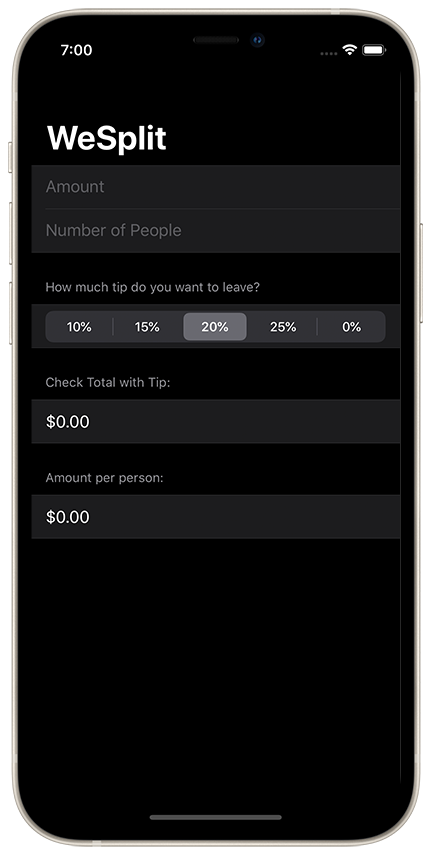 7:00
WeSplit
Amount
Number of People
How much tip do you want to leave?
10% 15% 20% 25% 0%
Check Total with Tip:
$0.00
Amount per person:
$0.00